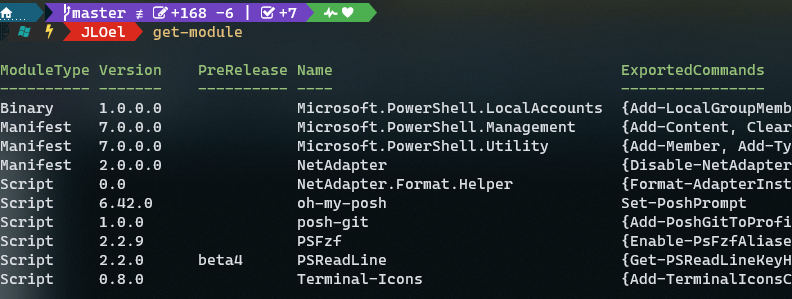 master ≢ +168 -6 | +7
JLOel get-module
ModuleType Version PreRelease Name ExportedCommands
---------- ------- ---------- ---- ----------------
Binary 1.0.0.0 Microsoft.PowerShell.LocalAccounts {Add-LocalGroupMemb
Manifest 7.0.0.0 Microsoft.PowerShell.Management {Add-Content, Clear
Manifest 7.0.0.0 Microsoft.PowerShell.Utility {Add-Member, Add-Ty
Manifest 2.0.0.0 NetAdapter {Disable-NetAdapter
Script 0.0 NetAdapter.Format.Helper {Format-AdapterInst
Script 6.42.0 oh-my-posh Set-PoshPrompt
Script 1.0.0 posh-git {Add-PoshGitToProfi
Script 2.2.9 PSFzf {Enable-PsFzfAliase
Script 2.2.0 beta4 PSReadLine {Get-PSReadLineKeyH
Script 0.8.0 Terminal-Icons {Add-TerminalIconsC